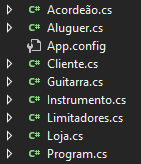 C# Acordeão.cs
C# Aluguer.cs
App.config
C# Cliente.cs
C# Guitarra.cs
C# Instrumento.cs
C# Limitadores.cs
C# Loja.cs
C# Program.cs